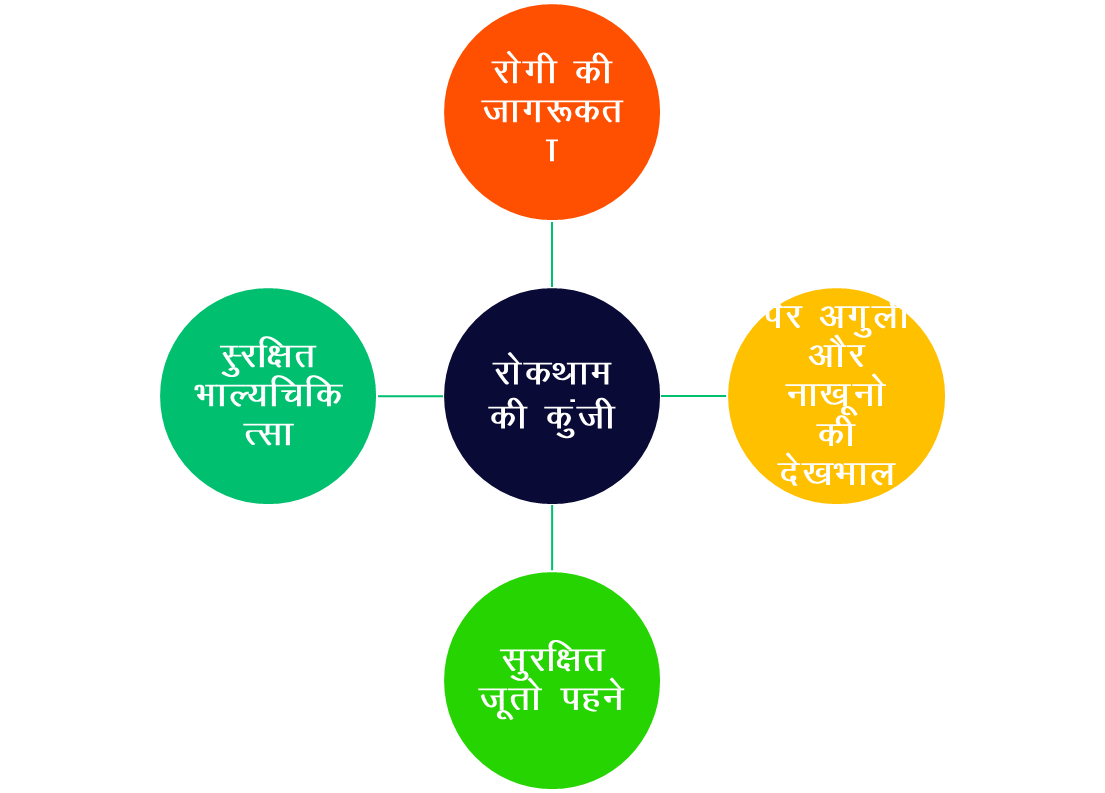 रोगी की
जागरूकत
ा
सुरक्षित
भाल्यचिकि
त्सा
रोकथाम
की कुंजी
पैर अंगुली
और
नाखूनो
की
देखभाल
सुरक्षित
जूतो पहने